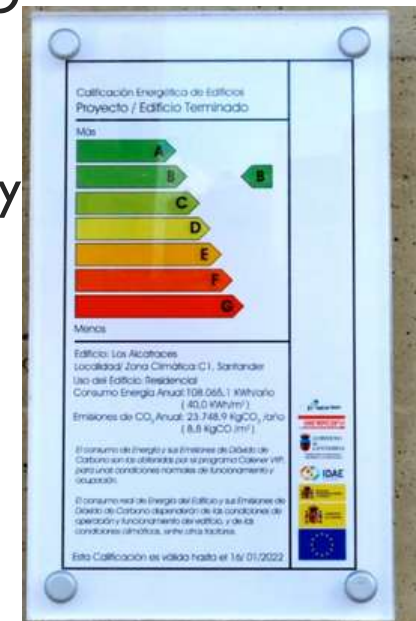 y
Calificación Energética de Edificios
Proyecto / Edificio Terminado
Más
A
B B
C
D
E
F
G
Menos
Edificio: Los Alcatraces
Localidad/ Zona Climática: C1, Santander
Uso del Edificio: Residencial
Consumo Energía Anual: 108.065,1 KWh/año
( 40,0 KWh/m² )
Emisiones de CO₂ Anual: 23.748,9 KgCO₂ /año
( 8,8 KgCO /m² )
El consumo de Energía y sus Emisiones de Dióxido de
Carbono son las obtenidas por el programa Calener VYP,
para unas condiciones normales de funcionamiento y
ocupación.
El consumo real de Energía del Edificio y sus Emisiones de
Dióxido de Carbono dependerán de las condiciones de
operación y funcionamiento del edificio, y de las
condiciones climáticas, entre otros factores.
Esta Calificación es válida hasta el 16/ 01/2022
GOBIERNO
de
CANTABRIA
IDAE